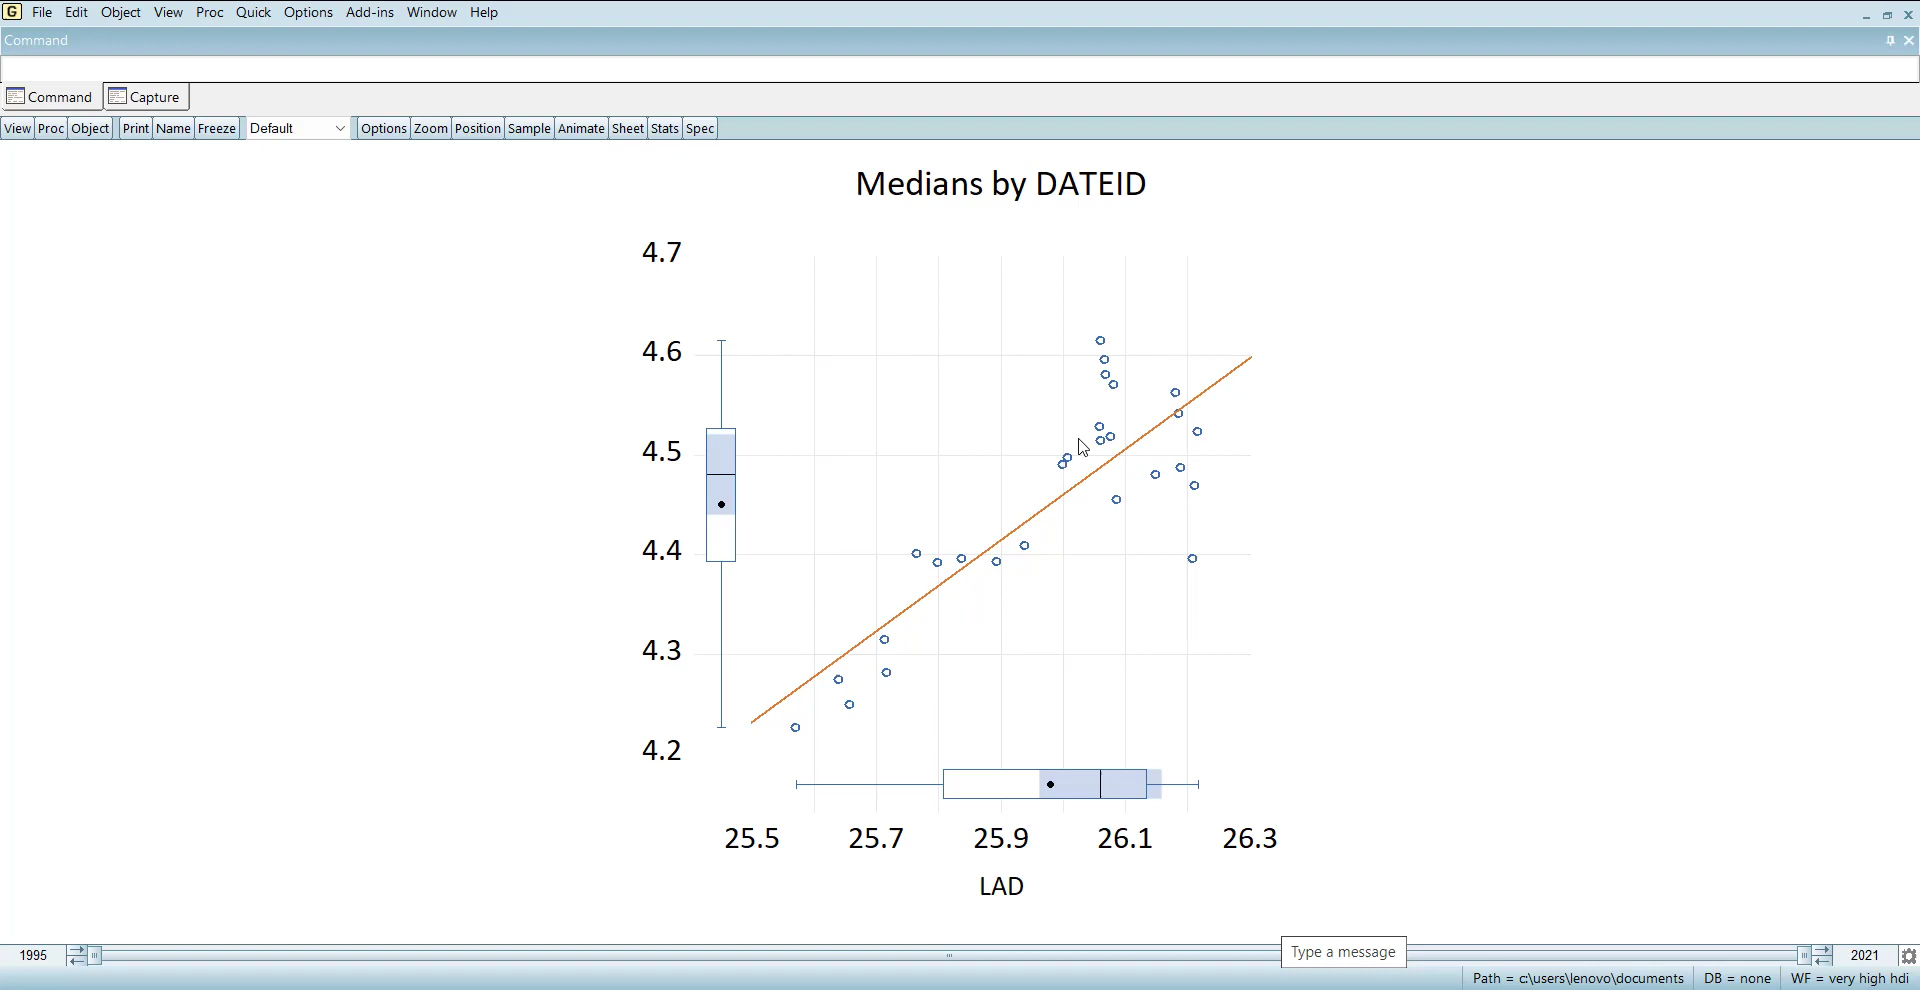 G File Edit Object View Proc Quick Options Add-ins Window Help
Command
Command Capture
View Proc Object Print Name Freeze Default Options Zoom Position Sample Animate Sheet Stats Spec
Medians by DATEID
4.7
4.6
4.5
4.4
4.3
4.2
25.5 25.7 25.9 26.1 26.3
LAD
1995 2021
Type a message
Path = c:\users\lenovo\documents DB = none WF = very high hdi